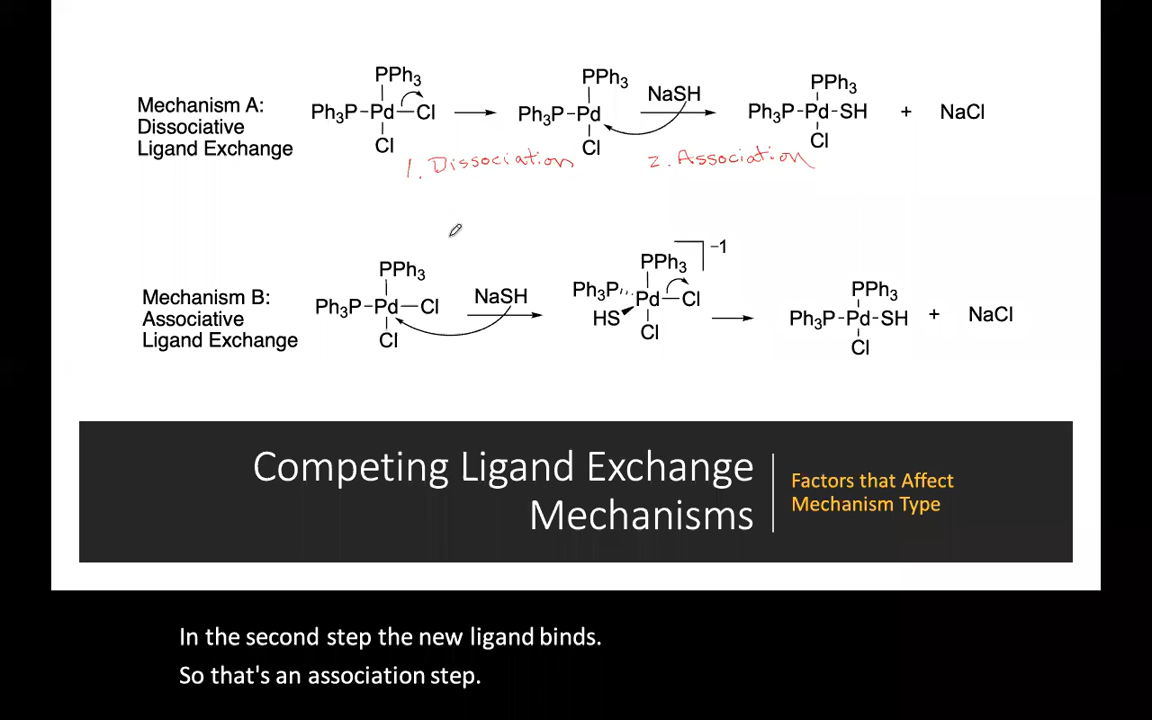 PPh3
Mechanism A:
Dissociative
Ligand Exchange
Ph3P-Pd-Cl
Cl
PPh3
Ph3P-Pd
Cl
NaSH
PPh3
Ph3P-Pd-SH
Cl
+ NaCl
1. Dissociation
2. Association
Mechanism B:
Associative
Ligand Exchange
PPh3
Ph3P-Pd-Cl
Cl
NaSH
-1
PPh3
Ph3P Pd-Cl
HS
Cl
PPh3
Ph3P-Pd-SH
Cl
+ NaCl
Competing Ligand Exchange
Mechanisms
Factors that Affect
Mechanism Type
In the second step the new ligand binds.
So that's an association step.